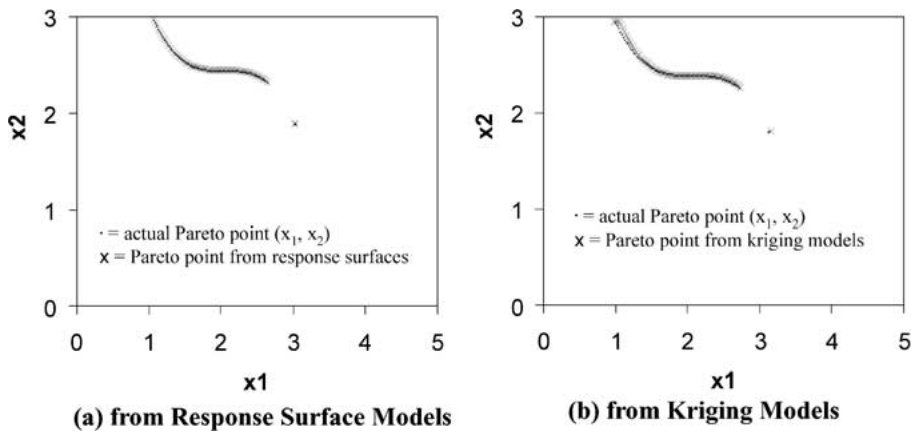 3
2
1
0
x2
· = actual Pareto point (x₁, x₂)
x = Pareto point from response surfaces
0 1 2 3 4 5
x1
(a) from Response Surface Models
3
2
1
0
x2
· = actual Pareto point (x₁, x₂)
x = Pareto point from kriging models
0 1 2 3 4 5
x1
(b) from Kriging Models